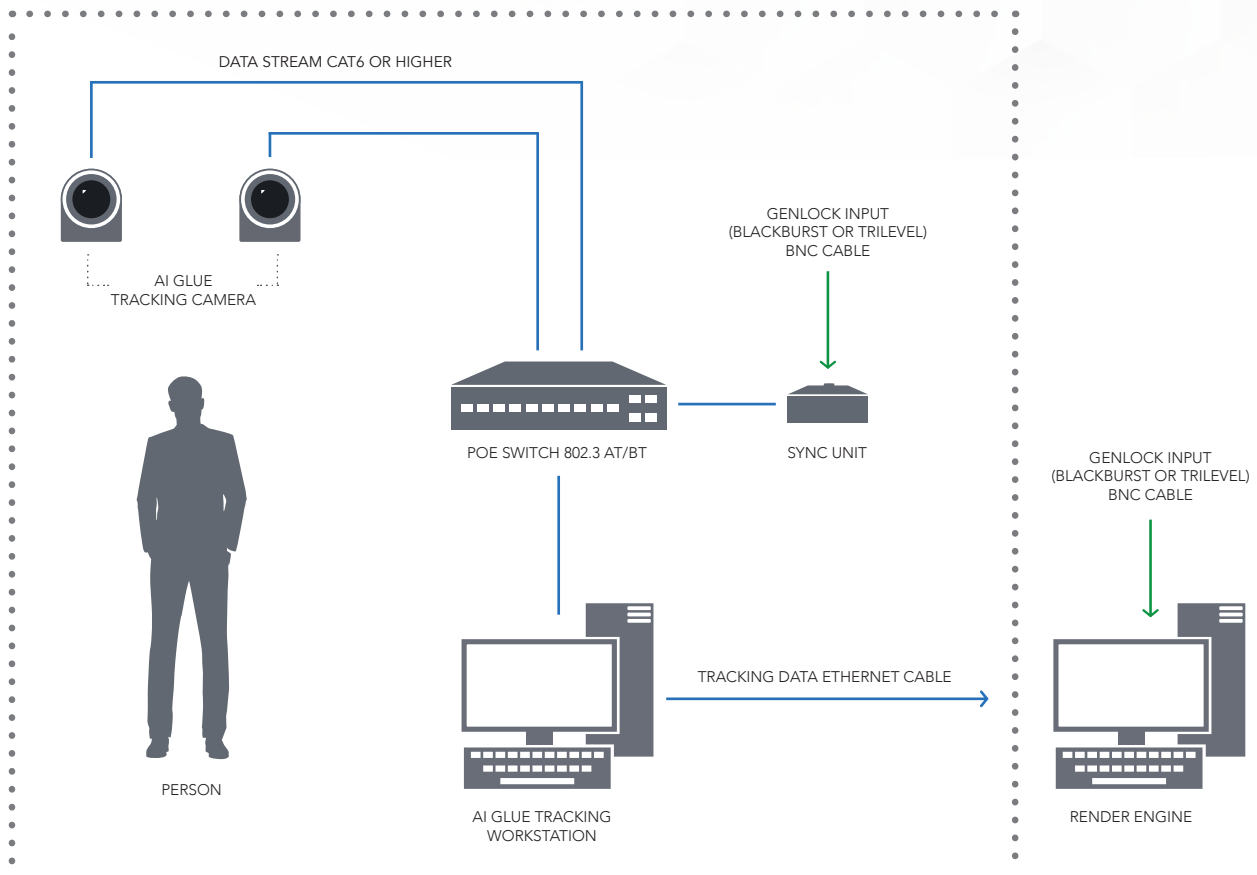 DATA STREAM CAT6 OR HIGHER
AI GLUE
TRACKING CAMERA
GENLOCK INPUT
(BLACKBURST OR TRILEVEL)
BNC CABLE
POE SWITCH 802.3 AT/BT
SYNC UNIT
GENLOCK INPUT
(BLACKBURST OR TRILEVEL)
BNC CABLE
TRACKING DATA ETHERNET CABLE
PERSON
AI GLUE TRACKING
WORKSTATION
RENDER ENGINE